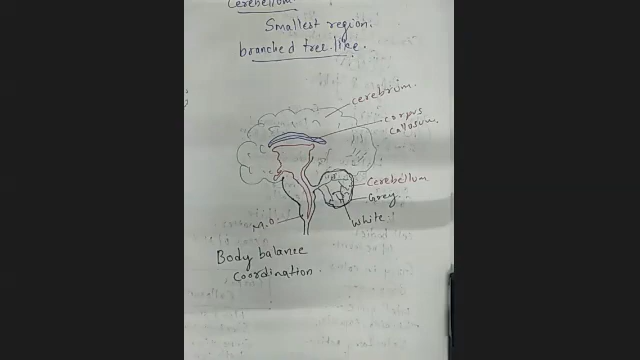 Cerebellum.
Smallest region.
branched tree like.
cerebrum.
corpus
callosum.
Cerebellum
Grey
white
M.O
Body balance
coordination.